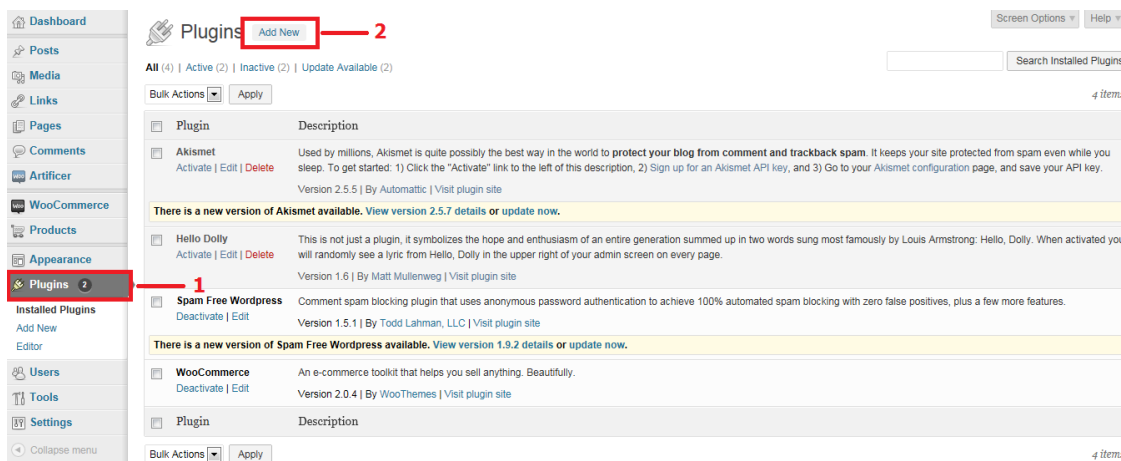 Dashboard
Posts
Media
Links
Pages
Comments
Artificer
WooCommerce
Products
Appearance
Plugins 2
Installed Plugins
Add New
Editor
Users
Tools
Settings
Collapse menu
1
Screen Options Help
Plugins Add New 2
All (4) | Active (2) | Inactive (2) | Update Available (2)
Search Installed Plugins
Bulk Actions Apply
4 items
Plugin Description
Akismet
Activate | Edit | Delete
Used by millions, Akismet is quite possibly the best way in the world to protect your blog from comment and trackback spam. It keeps your site protected from spam even while you
sleep. To get started: 1) Click the "Activate" link to the left of this description, 2) Sign up for an Akismet API key, and 3) Go to your Akismet configuration page, and save your API key.
Version 2.5.5 | By Automattic | Visit plugin site
There is a new version of Akismet available. View version 2.5.7 details or update now.
Hello Dolly
Activate | Edit | Delete
This is not just a plugin, it symbolizes the hope and enthusiasm of an entire generation summed up in two words sung most famously by Louis Armstrong: Hello, Dolly. When activated you
will randomly see a lyric from Hello, Dolly in the upper right of your admin screen on every page.
Version 1.6 | By Matt Mullenweg | Visit plugin site
Spam Free Wordpress
Deactivate | Edit
Comment spam blocking plugin that uses anonymous password authentication to achieve 100% automated spam blocking with zero false positives, plus a few more features.
Version 1.5.1 | By Todd Lahman, LLC | Visit plugin site
There is a new version of Spam Free Wordpress available. View version 1.9.2 details or update now.
WooCommerce
Deactivate | Edit
An e-commerce toolkit that helps you sell anything. Beautifully.
Version 2.0.4 | By WooThemes | Visit plugin site
Plugin Description
Bulk Actions Apply
4 items